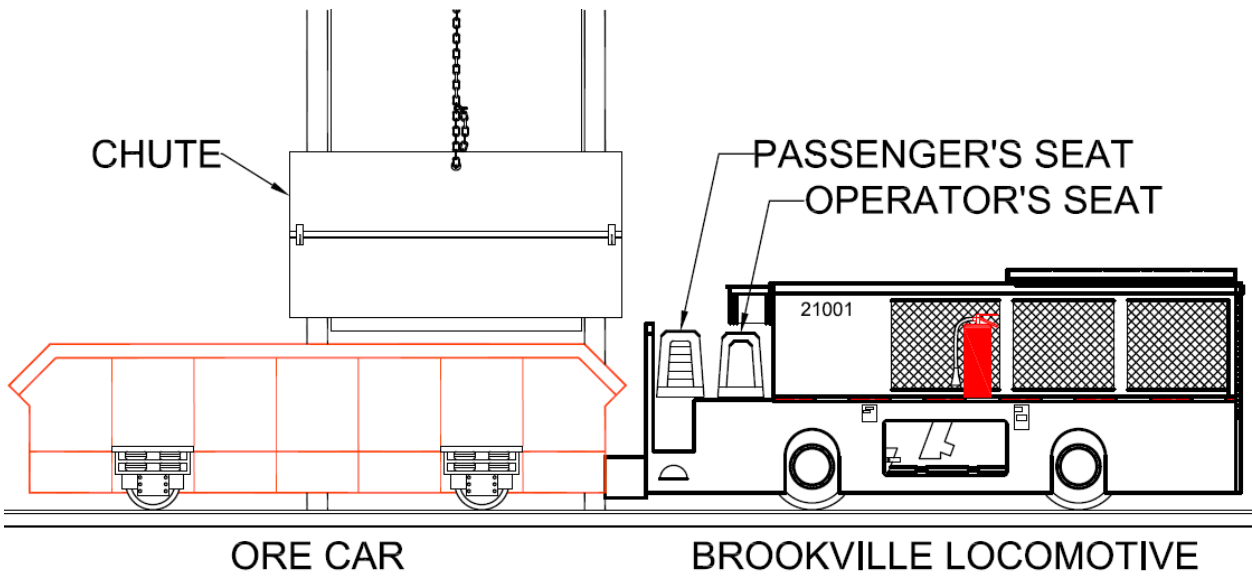 CHUTE
PASSENGER'S SEAT
OPERATOR'S SEAT
21001
ORE CAR
BROOKVILLE LOCOMOTIVE